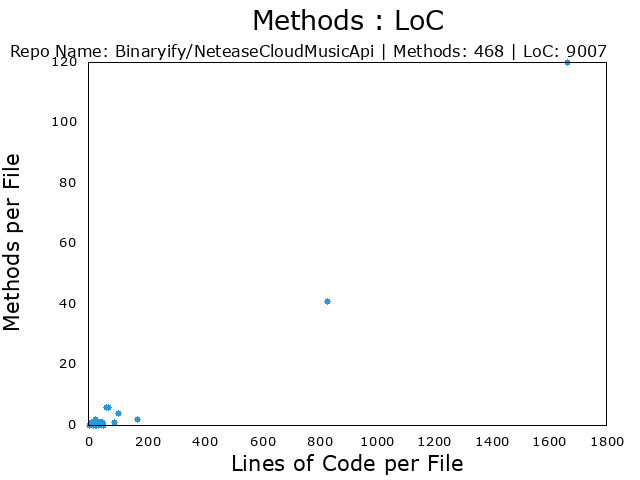 Methods : LoC
Repo Name: Binaryify/NeteaseCloudMusicApi | Methods: 468 | LoC: 9007
120
100
80
60
40
20
0
Methods per File
0 200 400 600 800 1000 1200 1400 1600 1800
Lines of Code per File